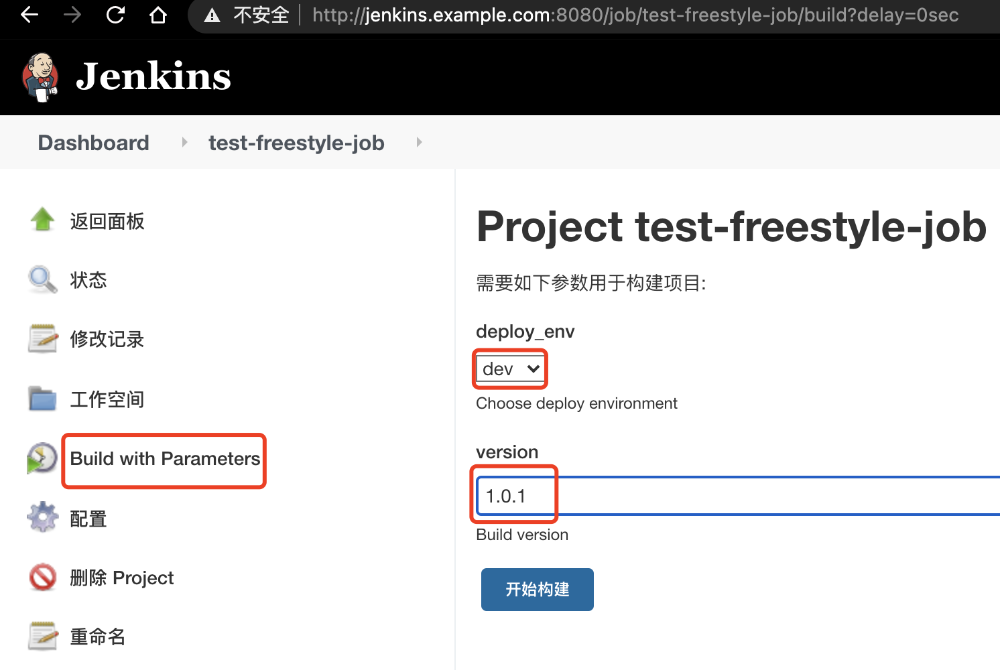 不安全 http://jenkins.example.com:8080/job/test-freestyle-job/build?delay=0sec
Jenkins
Dashboard test-freestyle-job
返回面板
状态
修改记录
工作空间
Build with Parameters
配置
删除 Project
重命名
Project test-freestyle-job
需要如下参数用于构建项目:
deploy_env
dev
Choose deploy environment
version
1.0.1
Build version
开始构建